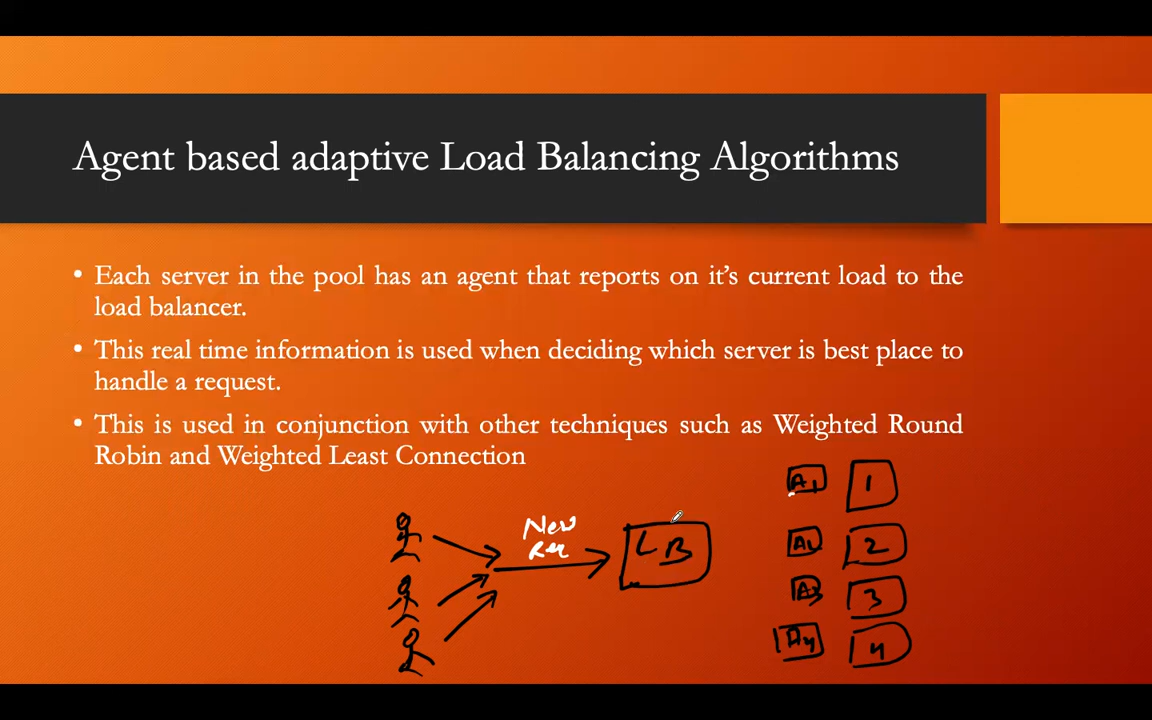 Agent based adaptive Load Balancing Algorithms
• Each server in the pool has an agent that reports on it's current load to the
load balancer.
• This real time information is used when deciding which server is best place to
handle a request.
• This is used in conjunction with other techniques such as Weighted Round
Robin and Weighted Least Connection
A1 1
New
Req
LB
A2 2
A3 3
A4 4